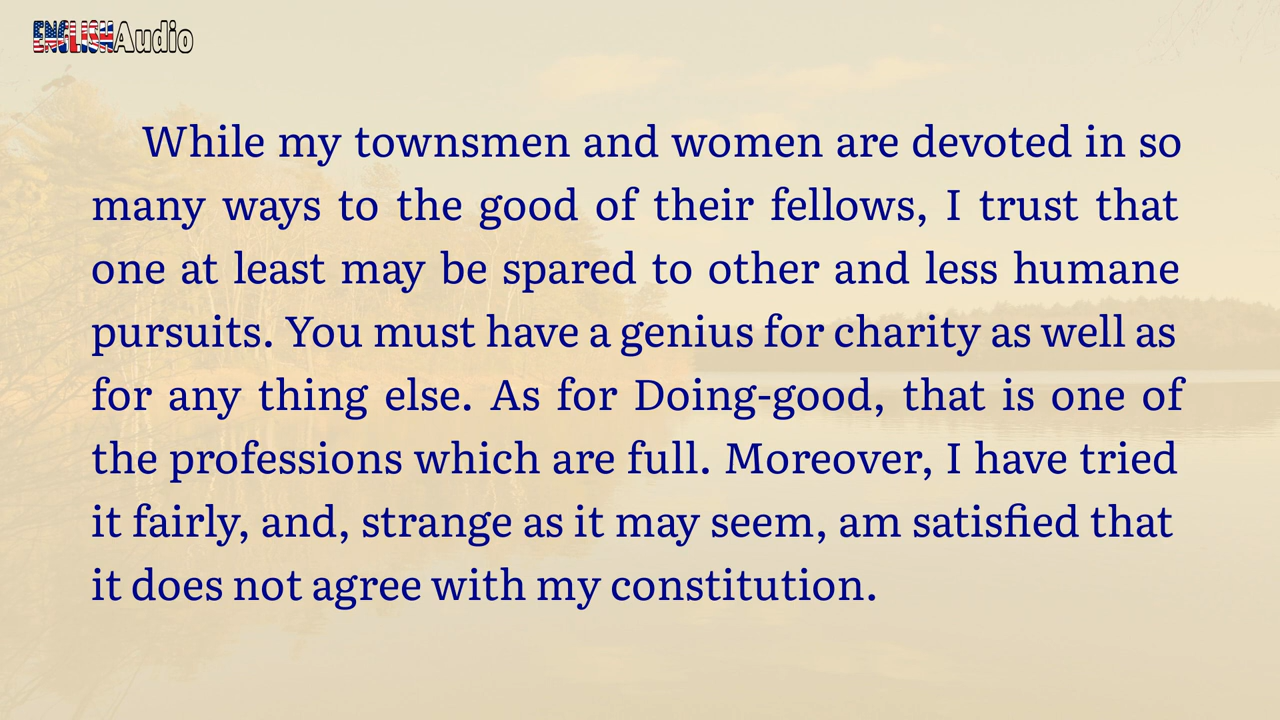 ENGLISHAudio
While my townsmen and women are devoted in so
many ways to the good of their fellows, I trust that
one at least may be spared to other and less humane
pursuits. You must have a genius for charity as well as
for any thing else. As for Doing-good, that is one of
the professions which are full. Moreover, I have tried
it fairly, and, strange as it may seem, am satisfied that
it does not agree with my constitution.